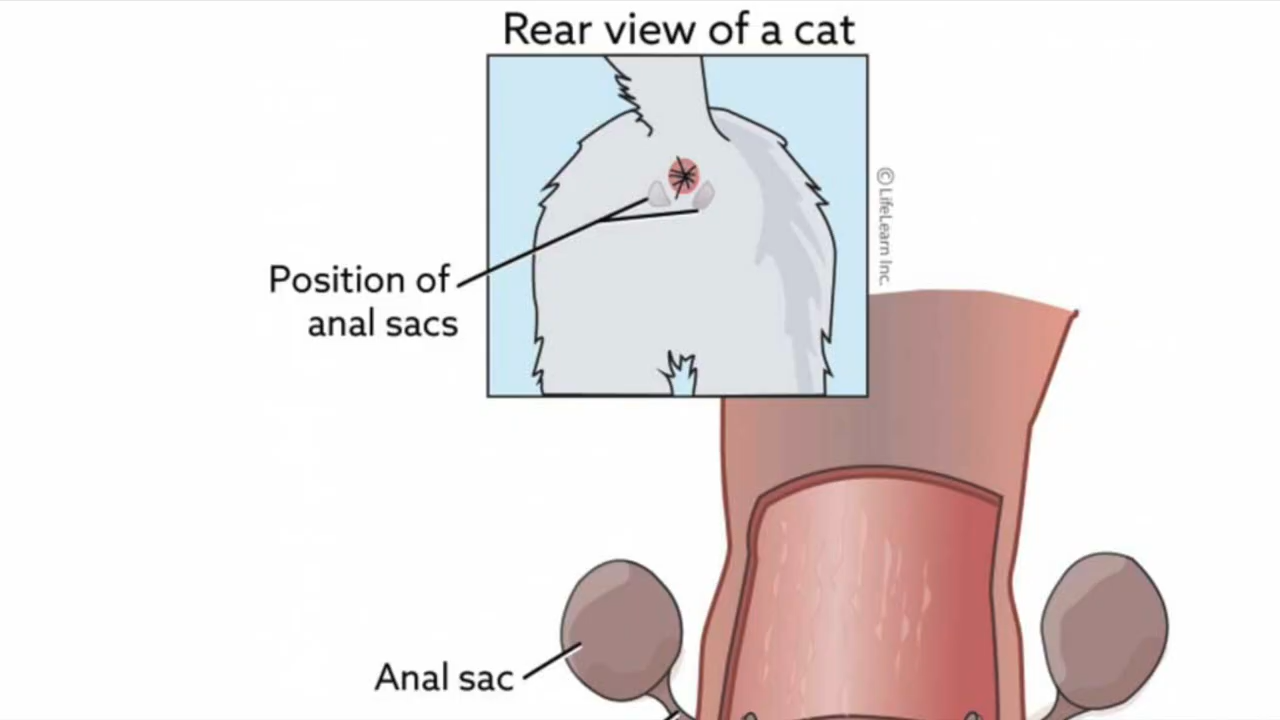 Rear view of a cat
© LifeLearn Inc.
Position of
anal sacs
Anal sac